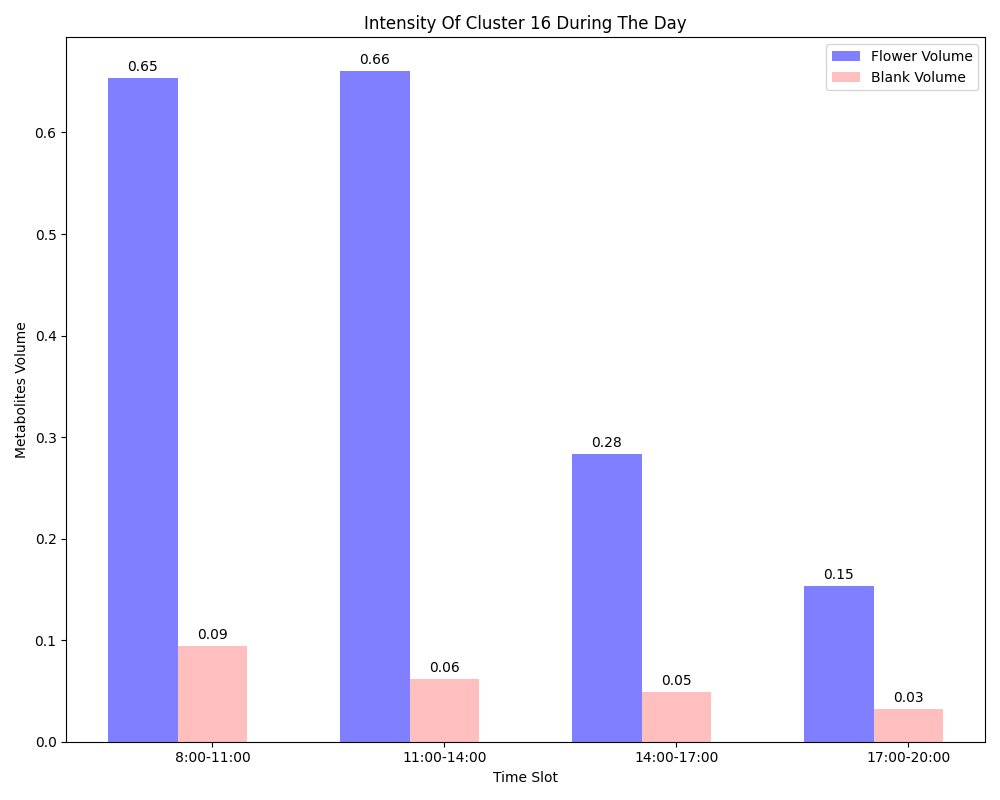 Intensity Of Cluster 16 During The Day
Flower Volume
Blank Volume
Metabolites Volume
0.6
0.5
0.4
0.3
0.2
0.1
0.0
0.65
0.09
0.66
0.06
0.28
0.05
0.15
0.03
8:00-11:00 11:00-14:00 14:00-17:00 17:00-20:00
Time Slot